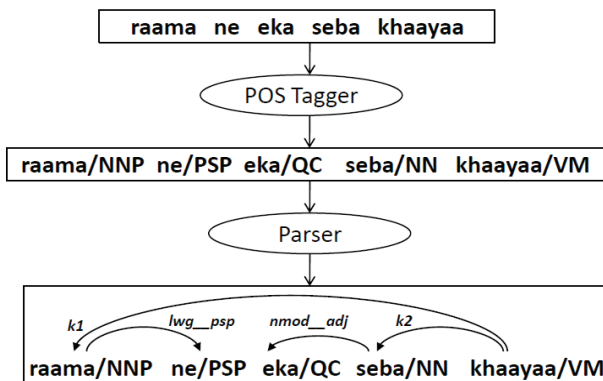 raama ne eka seba khaayaa
POS Tagger
raama/NNP ne/PSP eka/QC seba/NN khaayaa/VM
Parser
k1 lwg__psp nmod__adj k2
raama/NNP ne/PSP eka/QC seba/NN khaayaa/VM